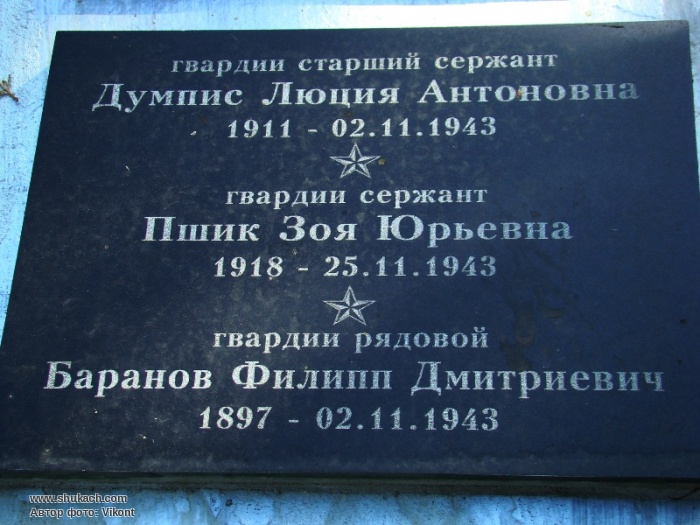 гвардии старший сержант
Думпис Люция Антоновна
1911 - 02.11.1943
гвардии сержант
Пшик Зоя Юрьевна
1918 - 25.11.1943
гвардии рядовой
Баранов Филипп Дмитриевич
1897 - 02.11.1943
www.shukach.com
Автор фото: Vikont